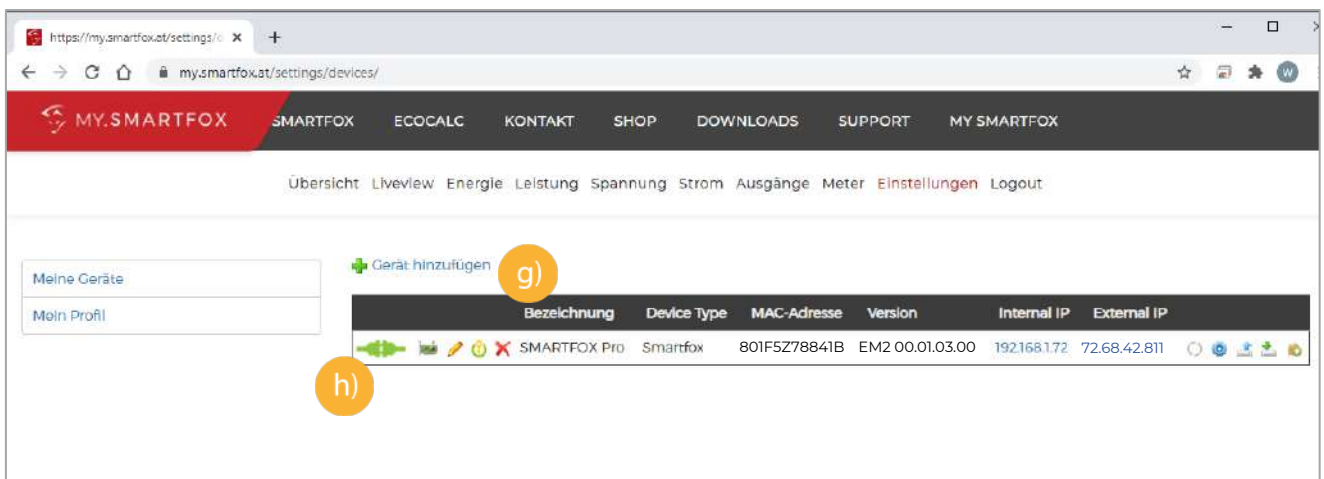 https://my.smartfox.at/settings/d
my.smartfox.at/settings/devices/
W
MY.SMARTFOX
SMARTFOX ECOCALC KONTAKT SHOP DOWNLOADS SUPPORT MY SMARTFOX
Übersicht Liveview Energie Leistung Spannung Strom Ausgänge Meter Einstellungen Logout
Gerät hinzufügen g)
Meine Geräte
Mein Profil
Bezeichnung Device Type MAC-Adresse Version Internal IP External IP
SMARTFOX Pro Smartfox 801F5Z78841B EM2 00.01.03.00 192.168.1.72 72.68.42.811
h)